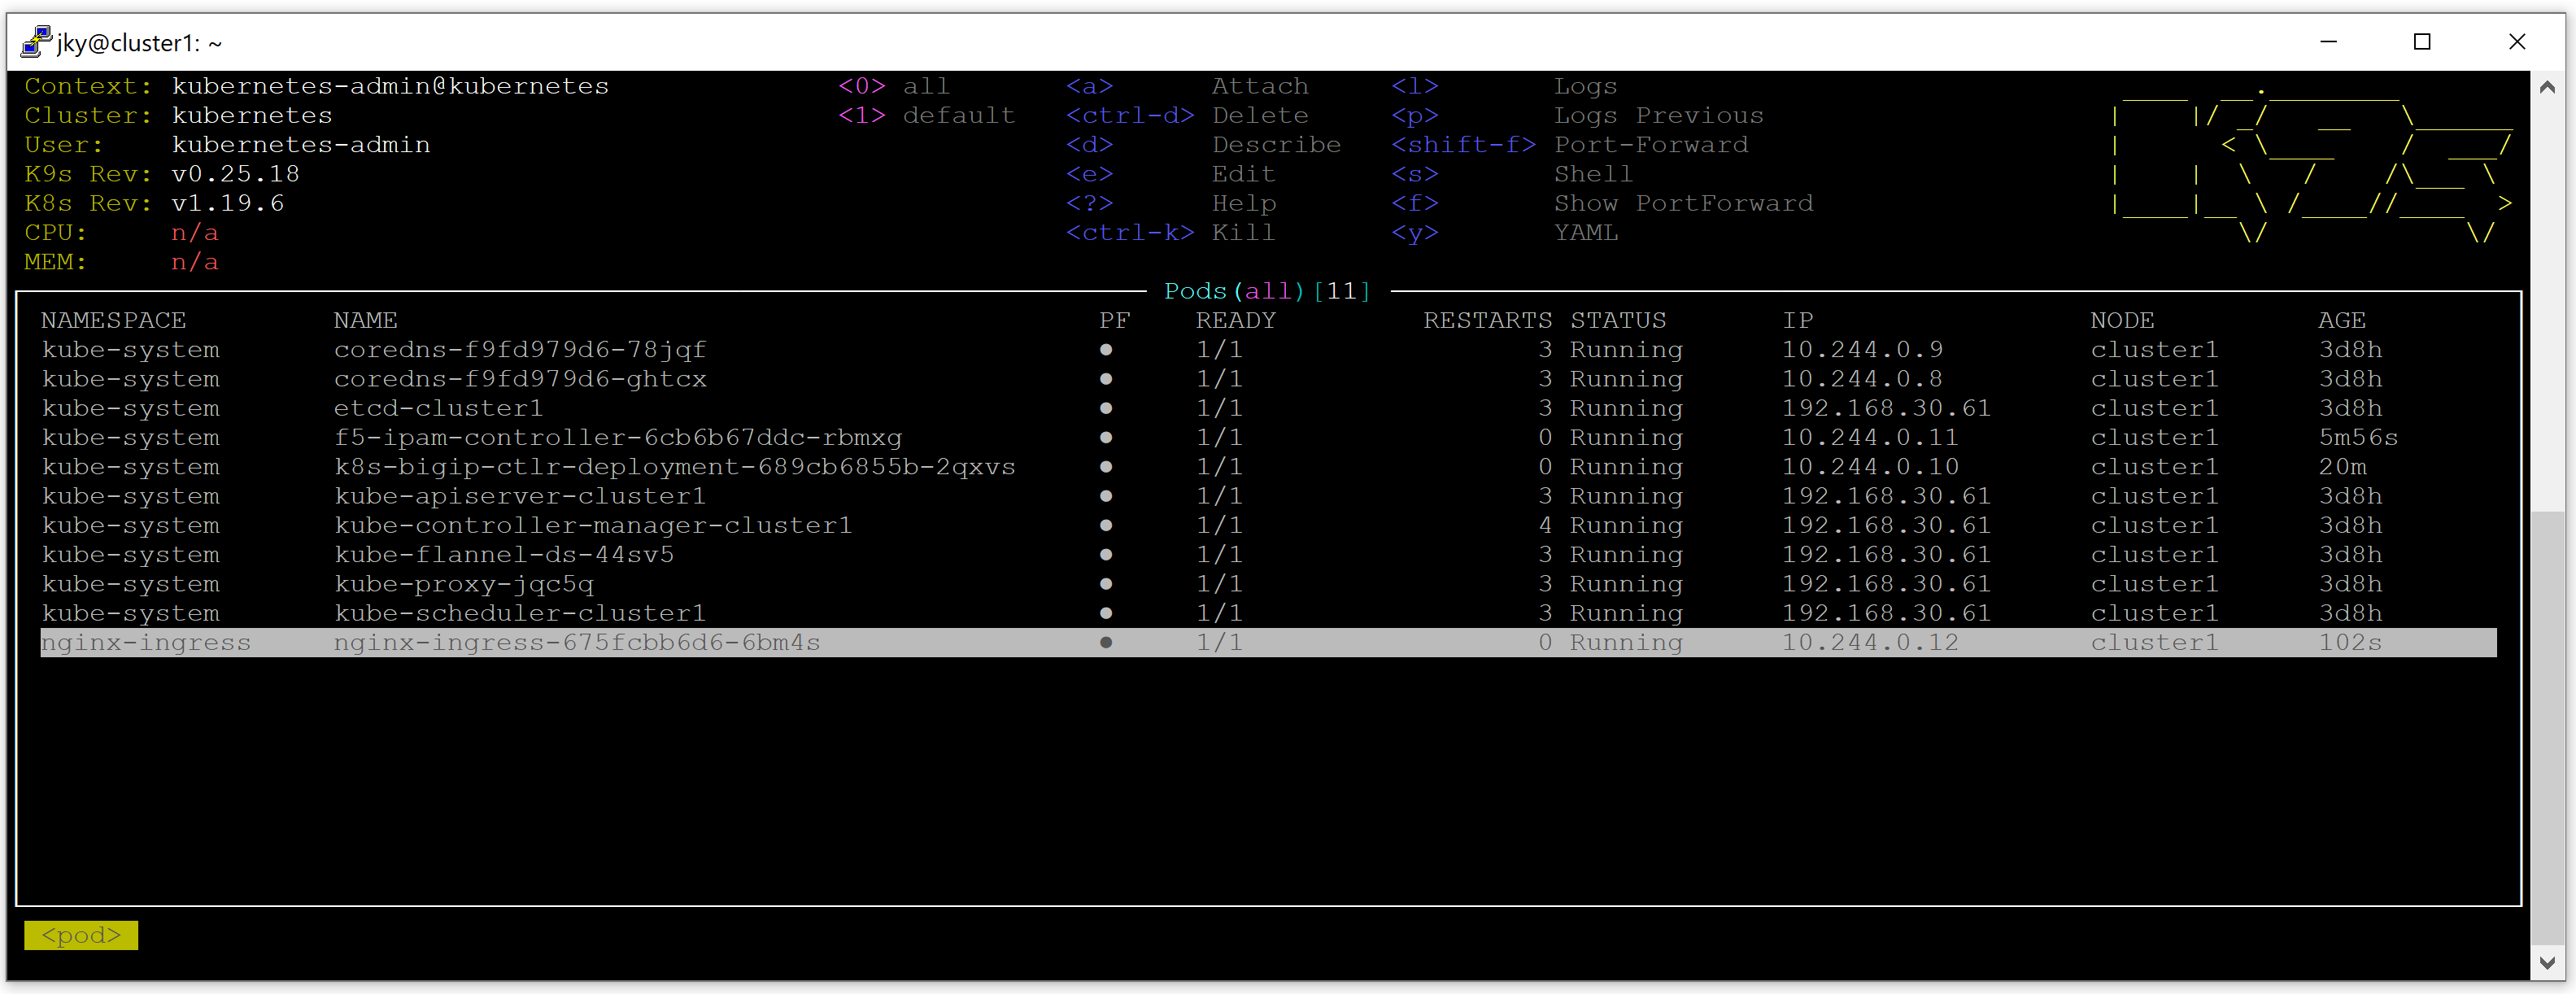 jky@cluster1: ~
Context: kubernetes-admin@kubernetes <0> all <a> Attach <l> Logs
Cluster: kubernetes <1> default <ctrl-d> Delete <p> Logs Previous
User: kubernetes-admin <d> Describe <shift-f> Port-Forward
K9s Rev: v0.25.18 <e> Edit <s> Shell
K8s Rev: v1.19.6 <?> Help <f> Show PortForward
CPU: n/a <ctrl-k> Kill <y> YAML
MEM: n/a
Pods(all)[11]
NAMESPACE NAME PF READY RESTARTS STATUS IP NODE AGE
kube-system coredns-f9fd979d6-78jqf ● 1/1 3 Running 10.244.0.9 cluster1 3d8h
kube-system coredns-f9fd979d6-ghtcx ● 1/1 3 Running 10.244.0.8 cluster1 3d8h
kube-system etcd-cluster1 ● 1/1 3 Running 192.168.30.61 cluster1 3d8h
kube-system f5-ipam-controller-6cb6b67ddc-rbmxg ● 1/1 0 Running 10.244.0.11 cluster1 5m56s
kube-system k8s-bigip-ctlr-deployment-689cb6855b-2qxvs ● 1/1 0 Running 10.244.0.10 cluster1 20m
kube-system kube-apiserver-cluster1 ● 1/1 3 Running 192.168.30.61 cluster1 3d8h
kube-system kube-controller-manager-cluster1 ● 1/1 4 Running 192.168.30.61 cluster1 3d8h
kube-system kube-flannel-ds-44sv5 ● 1/1 3 Running 192.168.30.61 cluster1 3d8h
kube-system kube-proxy-jqc5q ● 1/1 3 Running 192.168.30.61 cluster1 3d8h
kube-system kube-scheduler-cluster1 ● 1/1 3 Running 192.168.30.61 cluster1 3d8h
nginx-ingress nginx-ingress-675fcbb6d6-6bm4s ● 1/1 0 Running 10.244.0.12 cluster1 102s
<pod>